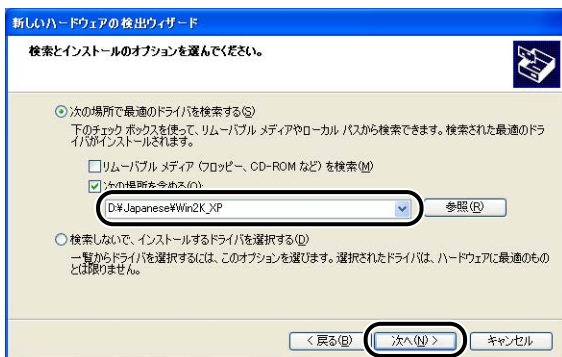 新しいハードウェアの検出ウィザード
検索とインストールのオプションを選んでください。
次の場所で最適のドライバを検索する(S)
下のチェック ボックスを使って、リムーバブル メディアやローカル パスから検索できます。検索された最適のドラ
イバがインストールされます。
リムーバブル メディア (フロッピー、CD-ROM など) を検索(M)
次の場所を含める(O):
D:¥Japanese¥Win2K_XP
参照(R)
検索しないで、インストールするドライバを選択する(D)
一覧からドライバを選択するには、このオプションを選びます。選択されたドライバは、ハードウェアに最適のもの
とは限りません。
< 戻る(B)
次へ(N) >
キャンセル